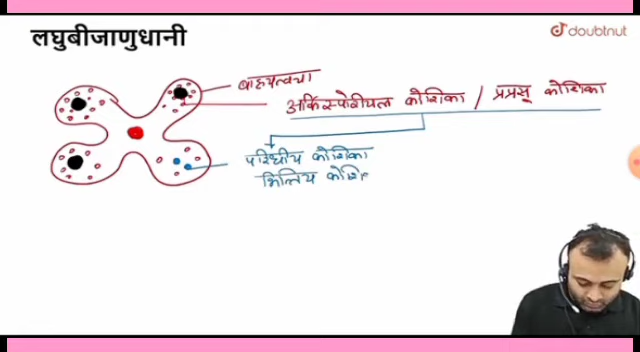 लघुबीजाणुधानी
doubtnut
बाह्यत्वचा
आर्किस्पोरीयल कोशिका / प्रप्रसू कोशिका
परिधीय कोशिका
भित्तिय कोशि